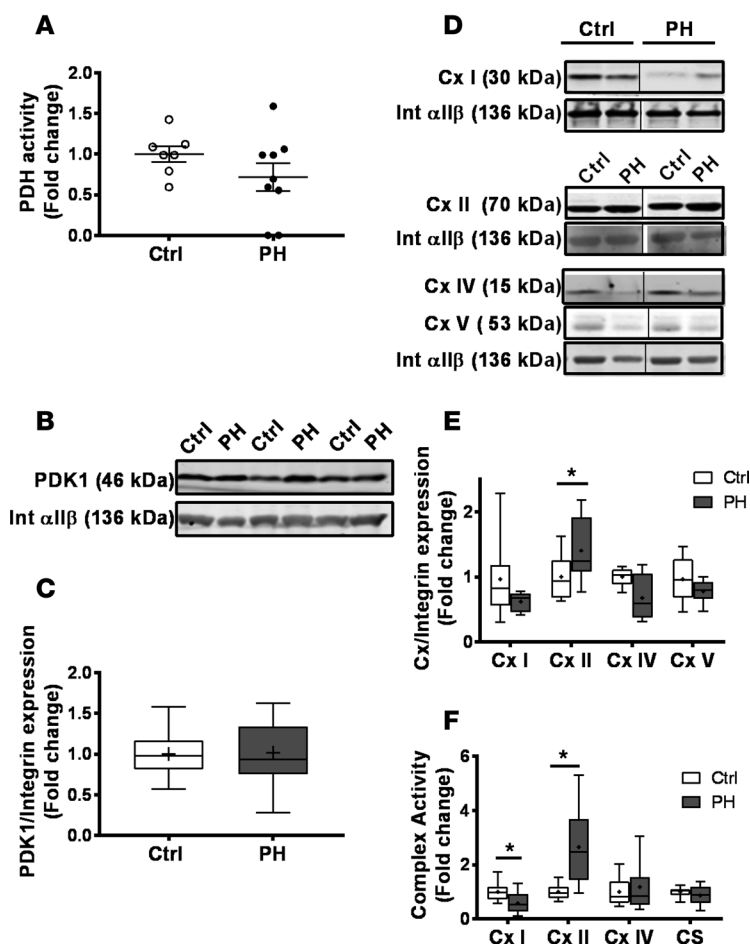 A
PDH activity
(Fold change)
2.0
1.5
1.0
0.5
0.0
Ctrl PH
B
Ctrl PH Ctrl PH Ctrl PH
PDK1 (46 kDa)
Int αIIβ (136 kDa)
C
PDK1/Integrin expression
(Fold change)
2.0
1.5
1.0
0.5
0.0
Ctrl PH
D
Ctrl PH
Cx I (30 kDa)
Int αIIβ (136 kDa)
Ctrl PH Ctrl PH
Cx II (70 kDa)
Int αIIβ (136 kDa)
Cx IV (15 kDa)
Cx V ( 53 kDa)
Int αIIβ (136 kDa)
E
Cx/Integrin expression
(Fold change)
2
1
0
*
Ctrl
PH
Cx I Cx II Cx IV Cx V
F
Complex Activity
(Fold change)
6
4
2
0
*
*
Ctrl
PH
Cx I Cx II Cx IV CS